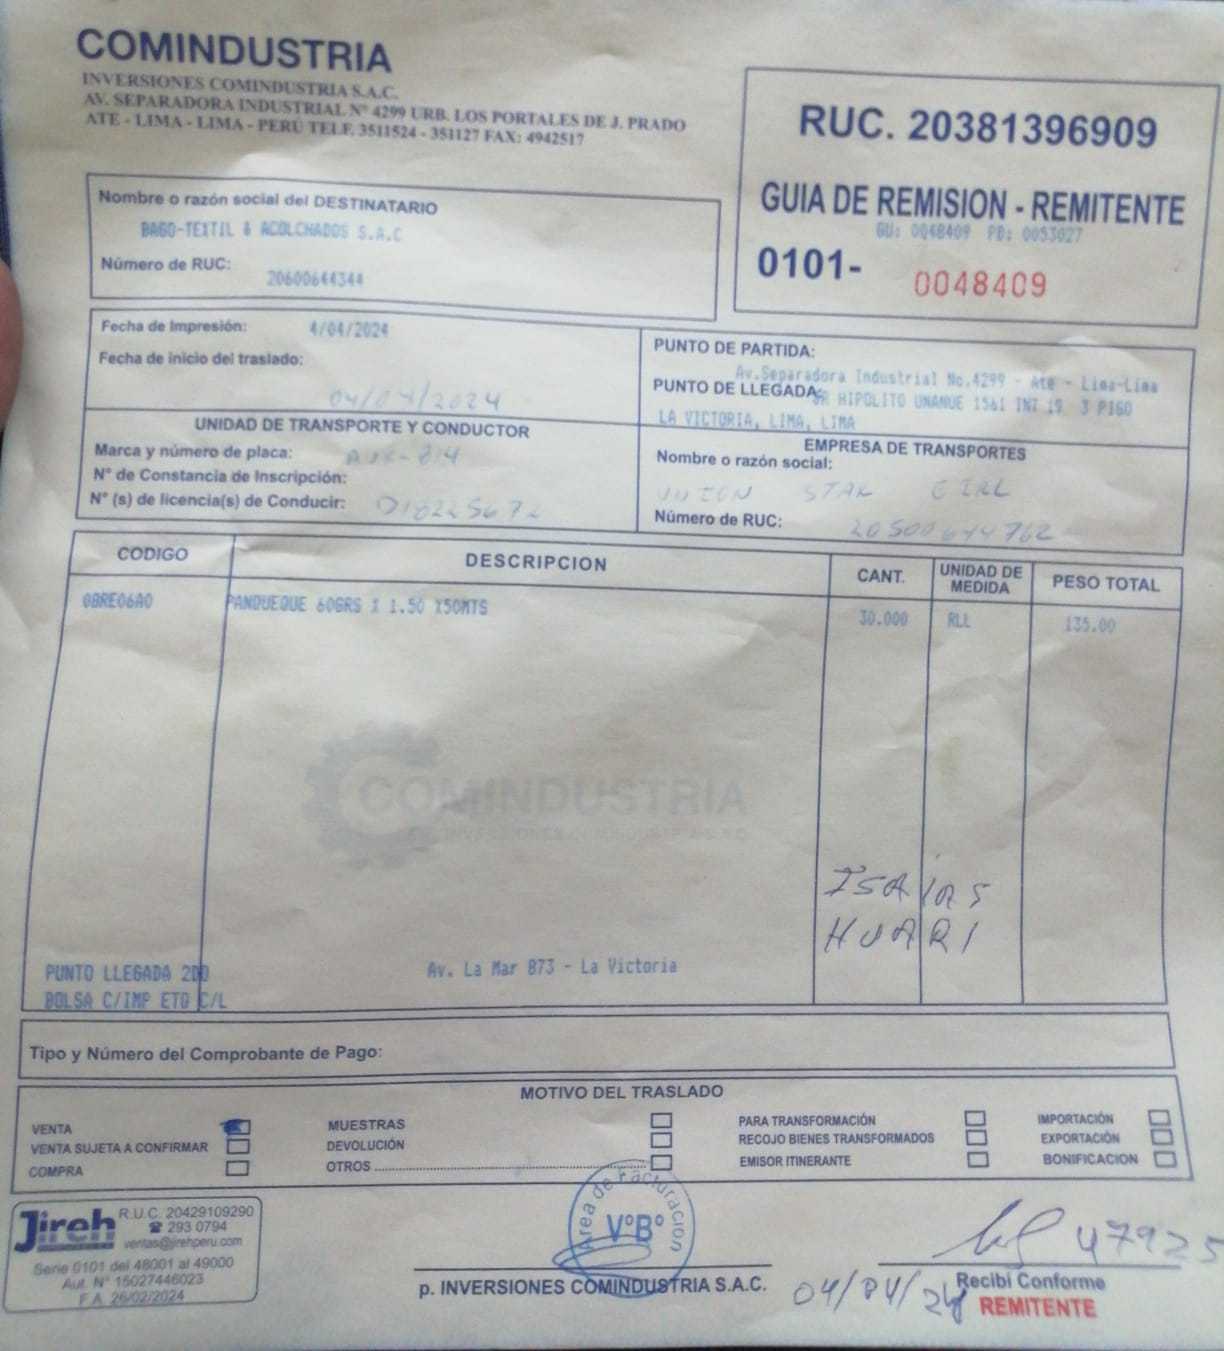 COMINDUSTRIA
INVERSIONES COMINDUSTRIA S.A.C.
AV. SEPARADORA INDUSTRIAL N° 4299 URB. LOS PORTALES DE J. PRADO
ATE - LIMA - LIMA - PERÚ TELF. 3511524 - 351127 FAX: 4942517
RUC. 20381396909
GUIA DE REMISION - REMITENTE
GU: 0048409 PD: 0053027
0101- 0048409
Nombre o razón social del DESTINATARIO
BAGO-TEXTIL & ACOLCHADOS S.A.C
Número de RUC: 20600644344
Fecha de Impresión: 4/04/2024
Fecha de inicio del traslado:
04/04/2024
PUNTO DE PARTIDA:
Av.Separadora Industrial No.4299 - Ate - Lima-Lima
PUNTO DE LLEGADA
JR HIPOLITO UNANUE 1561 INT 19 3 PISO
LA VICTORIA, LIMA, LIMA
UNIDAD DE TRANSPORTE Y CONDUCTOR
Marca y número de placa:
N° de Constancia de Inscripción:
N° (s) de licencia(s) de Conducir:
EMPRESA DE TRANSPORTES
Nombre o razón social:
UNION STAR EIRL
Número de RUC: 20500644762
CODIGO DESCRIPCION CANT. UNIDAD DE MEDIDA PESO TOTAL
08RE06A0 PANQUEQUE 60GRS X 1.50 X50MTS 30.000 RLL 135.00
COMINDUSTRIA
INVERSIONES COMINDUSTRIA S.A.C
ISAIAS
HUARI
PUNTO LLEGADA 2DO Av. La Mar 873 - La Victoria
BOLSA C/IMP ETQ C/L
Tipo y Número del Comprobante de Pago:
MOTIVO DEL TRASLADO
VENTA MUESTRAS PARA TRANSFORMACIÓN IMPORTACIÓN
VENTA SUJETA A CONFIRMAR DEVOLUCIÓN RECOJO BIENES TRANSFORMADOS EXPORTACIÓN
COMPRA OTROS EMISOR ITINERANTE BONIFICACION
Jireh R.U.C. 20429109290
293 0794
ventas@jirehperu.com
Serie 0101 del 48001 al 49000
Aut. N° 15027446023
F.A. 26/02/2024
Area de Facturacion
V°B°
p. INVERSIONES COMINDUSTRIA S.A.C.
04/04/24
Recibí Conforme
REMITENTE